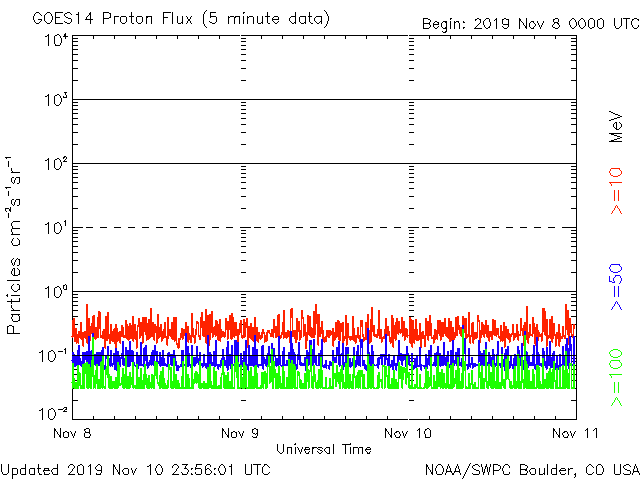 GOES14 Proton Flux (5 minute data)
Begin: 2019 Nov 8 0000 UTC
10⁴
10³
10²
10¹
10⁰
10⁻¹
10⁻²
Particles cm⁻²s⁻¹sr⁻¹
MeV
>=10
>=50
>=100
Nov 8
Nov 9
Nov 10
Nov 11
Universal Time
Updated 2019 Nov 10 23:56:01 UTC
NOAA/SWPC Boulder, CO USA